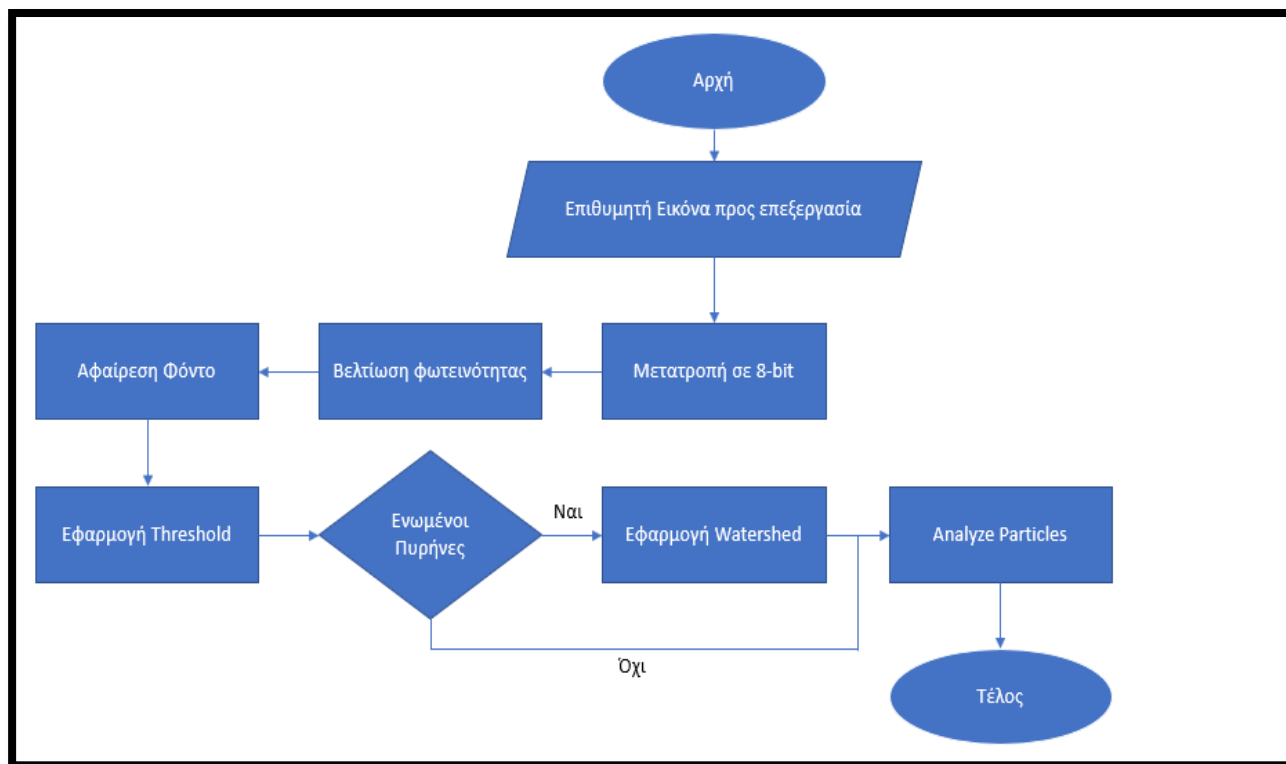 Αρχή
Επιθυμητή Εικόνα προς επεξεργασία
Μετατροπή σε 8-bit
Βελτίωση φωτεινότητας
Αφαίρεση Φόντο
Εφαρμογή Threshold
Ενωμένοι
Πυρήνες
Ναι
Εφαρμογή Watershed
Analyze Particles
Όχι
Τέλος